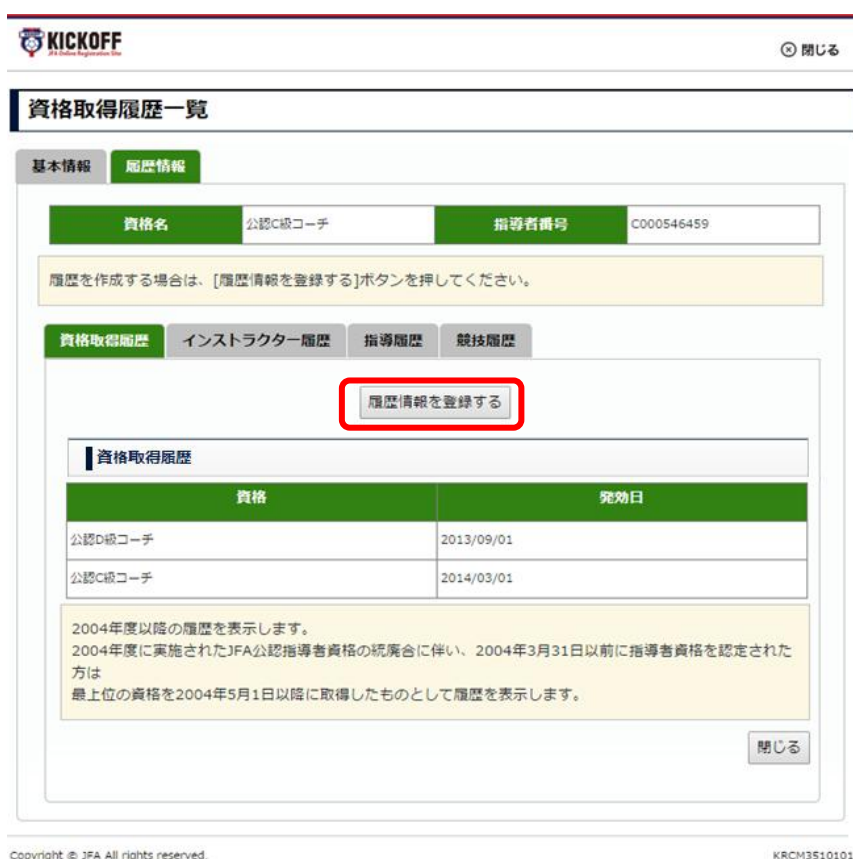 KICKOFF
JFA Online Registration Site
閉じる
資格取得履歴一覧
基本情報 履歴情報
資格名 公認C級コーチ 指導者番号 C000546459
履歴を作成する場合は、[履歴情報を登録する]ボタンを押してください。
資格取得履歴 インストラクター履歴 指導履歴 競技履歴
履歴情報を登録する
資格取得履歴
資格 発効日
公認D級コーチ 2013/09/01
公認C級コーチ 2014/03/01
2004年度以降の履歴を表示します。
2004年度に実施されたJFA公認指導者資格の統廃合に伴い、2004年3月31日以前に指導者資格を認定された
方は
最上位の資格を2004年5月1日以降に取得したものとして履歴を表示します。
閉じる
Copyright © JFA All rights reserved. KRCM3510101